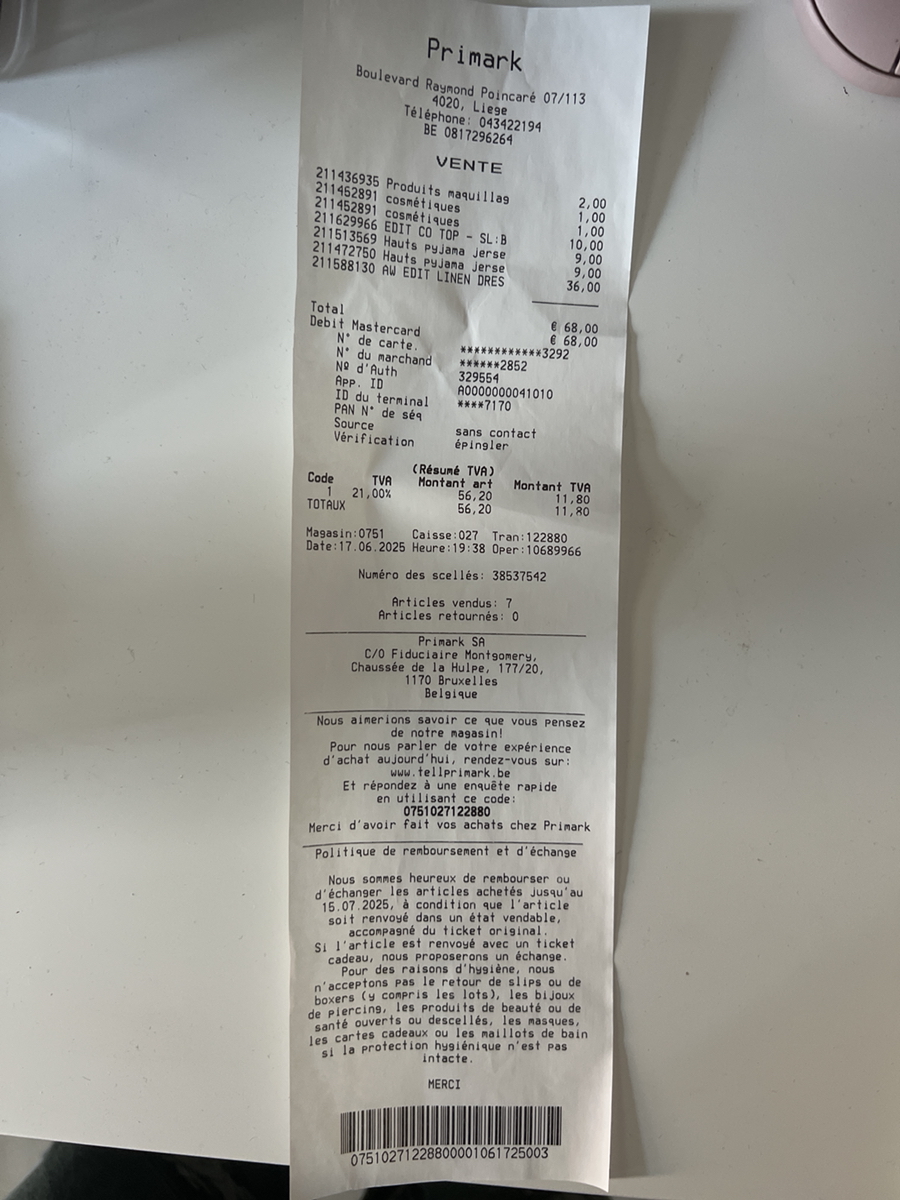 Primark
Boulevard Raymond Poincaré 07/113
4020, Liege
Téléphone: 043422194
BE 0817296264
VENTE
211436935 Produits maquillag 2,00
211452891 cosmétiques 1,00
211452891 cosmétiques 1,00
211629966 EDIT CO TOP - SL:B 10,00
211513569 Hauts pyjama Jerse 9,00
211472750 Hauts pyjama Jerse 9,00
211588130 AW EDIT LINEN DRES 36,00
Total € 68,00
Debit Mastercard € 68,00
N° de carte. ************3292
N° du marchand ******2852
Nº d'Auth 329554
App. ID A0000000041010
ID du terminal ****7170
PAN N° de séq
Source sans contact
Vérification épingler
(Résumé TVA)
Code TVA Montant art Montant TVA
1 21,00% 56,20 11,80
TOTAUX 56,20 11,80
Magasin:0751 Caisse:027 Tran:122880
Date:17.06.2025 Heure:19:38 Oper:10689966
Numéro des scellés: 38537542
Articles vendus: 7
Articles retournés: 0
Primark SA
C/O Fiduciaire Montgomery,
Chaussée de la Hulpe, 177/20,
1170 Bruxelles
Belgique
Nous aimerions savoir ce que vous pensez
de notre magasin!
Pour nous parler de votre expérience
d'achat aujourd'hui, rendez-vous sur:
www.tellprimark.be
Et répondez à une enquête rapide
en utilisant ce code:
0751027122880
Merci d'avoir fait vos achats chez Primark
Politique de remboursement et d'échange
Nous sommes heureux de rembourser ou
d'échanger les articles achetés jusqu'au
15.07.2025, à condition que l'article
soit renvoyé dans un état vendable,
accompagné du ticket original.
Si l'article est renvoyé avec un ticket
cadeau, nous proposerons un échange.
Pour des raisons d'hygiène, nous
n'acceptons pas le retour de slips ou de
boxers (y compris les lots), les bijoux
de piercing, les produits de beauté ou de
santé ouverts ou descellés, les masques,
les cartes cadeaux ou les maillots de bain
si la protection hygiénique n'est pas
intacte.
MERCI
07510271228800001061725003